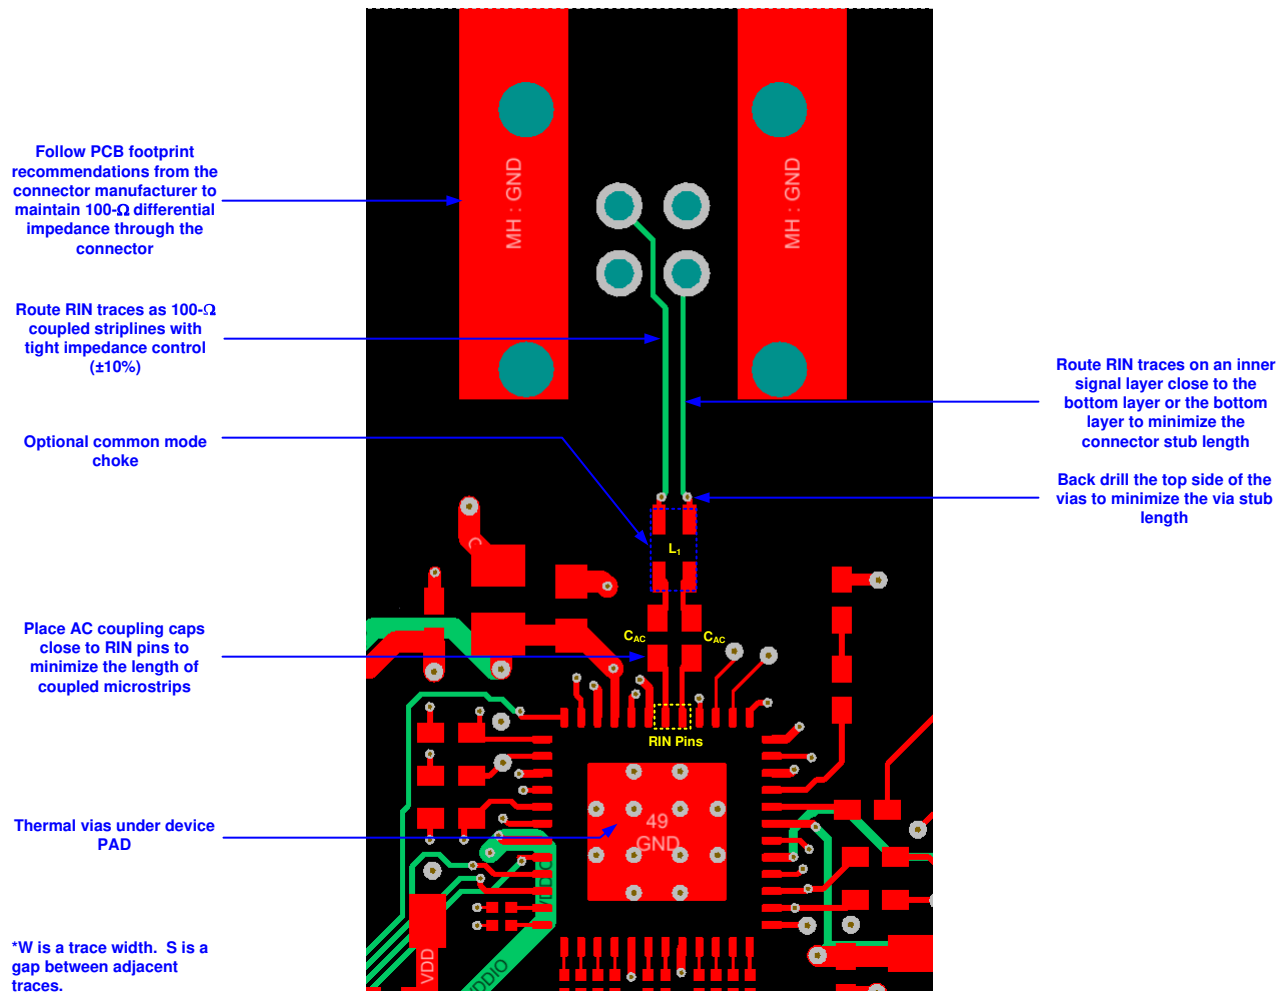 Follow PCB footprint
recommendations from the
connector manufacturer to
maintain 100-Ω differential
impedance through the
connector
Route RIN traces as 100-Ω
coupled striplines with
tight impedance control
(±10%)
Optional common mode
choke
Place AC coupling caps
close to RIN pins to
minimize the length of
coupled microstrips
Thermal vias under device
PAD
*W is a trace width.  S is a
gap between adjacent
traces.
MH : GND
MH : GND
L1
CAC
CAC
RIN Pins
49
GND
VDDIO
VDD
VDDIO
Route RIN traces on an inner
signal layer close to the
bottom layer or the bottom
layer to minimize the
connector stub length
Back drill the top side of the
vias to minimize the via stub
length